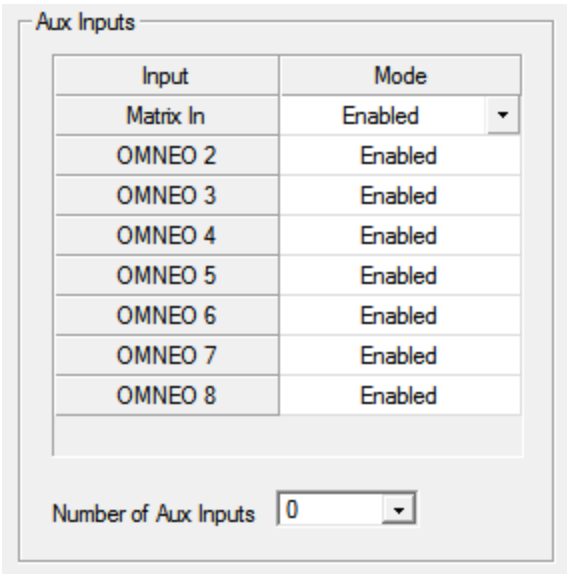 Aux Inputs
Input Mode
Matrix In Enabled
OMNEO 2 Enabled
OMNEO 3 Enabled
OMNEO 4 Enabled
OMNEO 5 Enabled
OMNEO 6 Enabled
OMNEO 7 Enabled
OMNEO 8 Enabled
Number of Aux Inputs 0